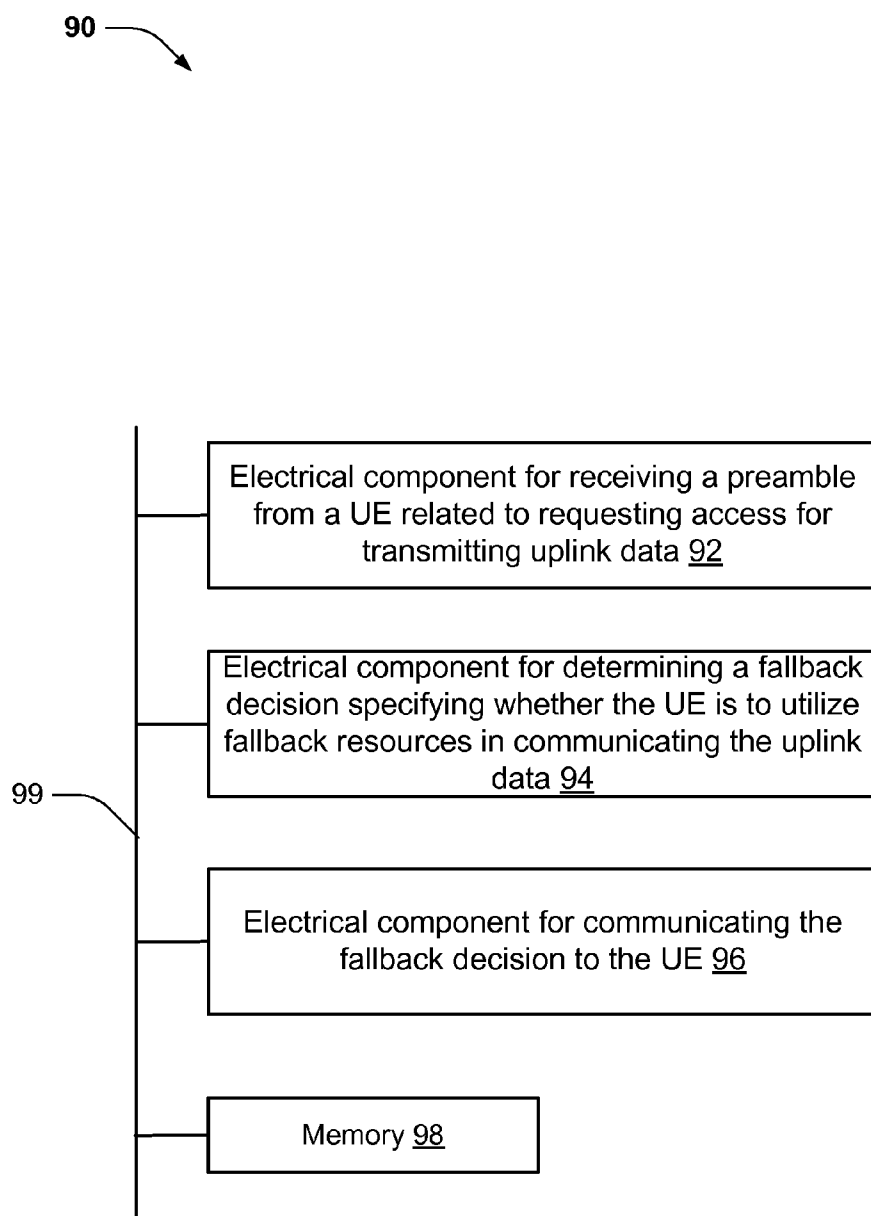 90
Electrical component for receiving a preamble
from a UE related to requesting access for
transmitting uplink data 92
Electrical component for determining a fallback
decision specifying whether the UE is to utilize
fallback resources in communicating the uplink
data 94
99
Electrical component for communicating the
fallback decision to the UE 96
Memory 98